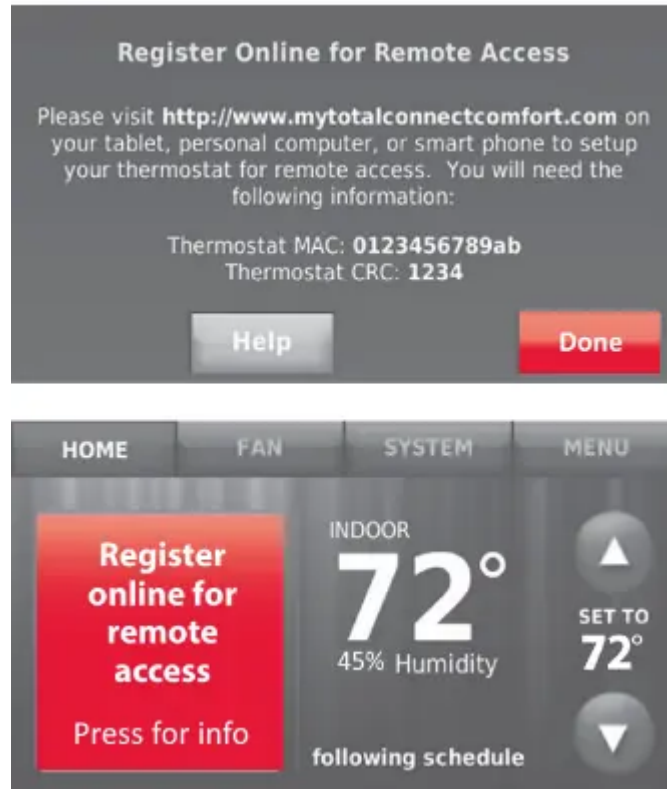 Register Online for Remote Access
Please visit http://www.mytotalconnectcomfort.com on
your tablet, personal computer, or smart phone to setup
your thermostat for remote access. You will need the
following information:
Thermostat MAC: 0123456789ab
Thermostat CRC: 1234
Help
Done
HOME
FAN
SYSTEM
MENU
Register
online for
remote
access
Press for info
INDOOR
72°
45% Humidity
following schedule
SET TO
72°